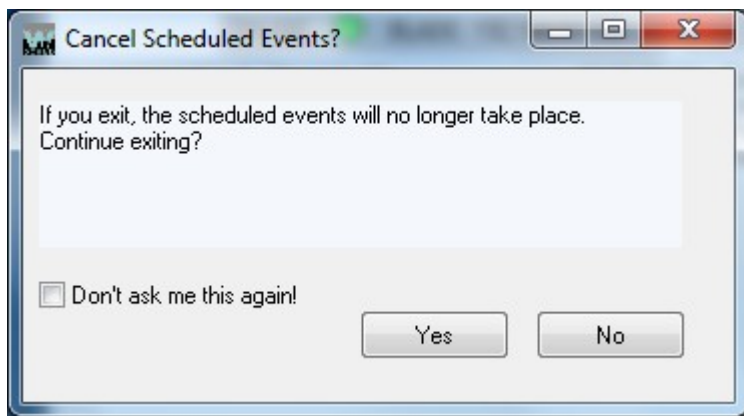 Cancel Scheduled Events?
If you exit, the scheduled events will no longer take place.
Continue exiting?
Don't ask me this again!
Yes
No